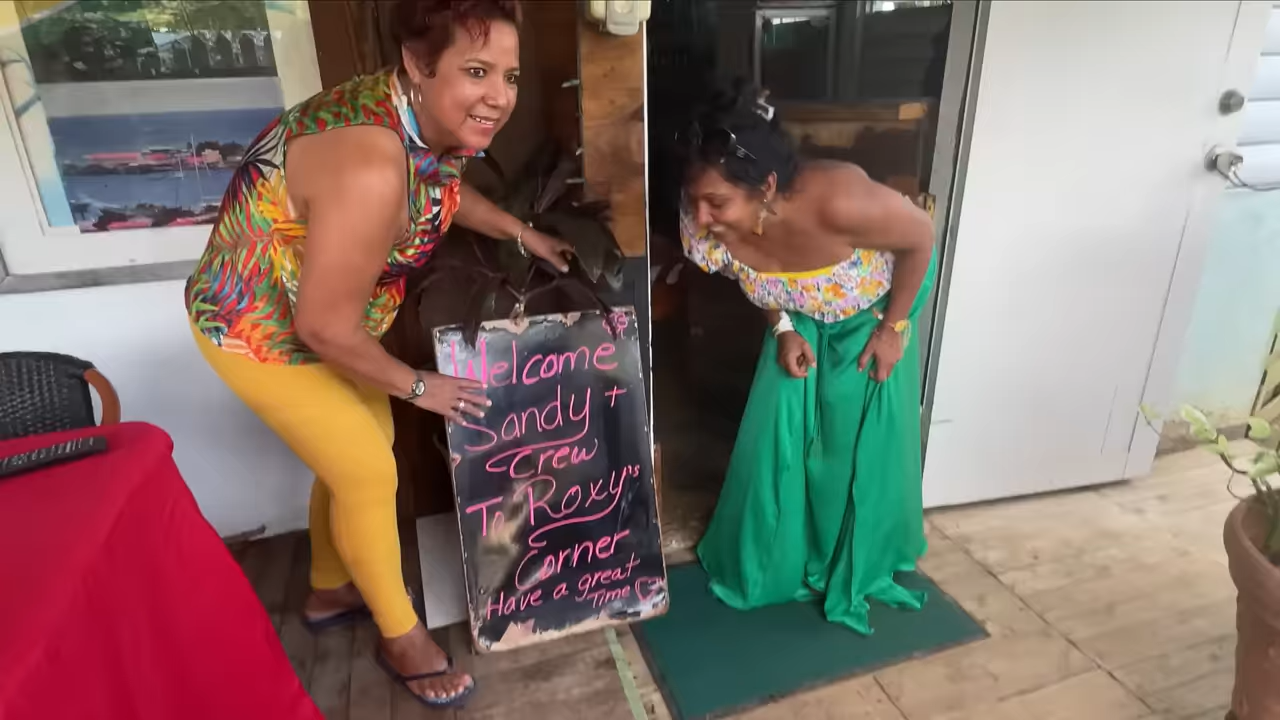 Welcome
Sandy +
Crew
To Roxy's
Corner
Have a great
Time